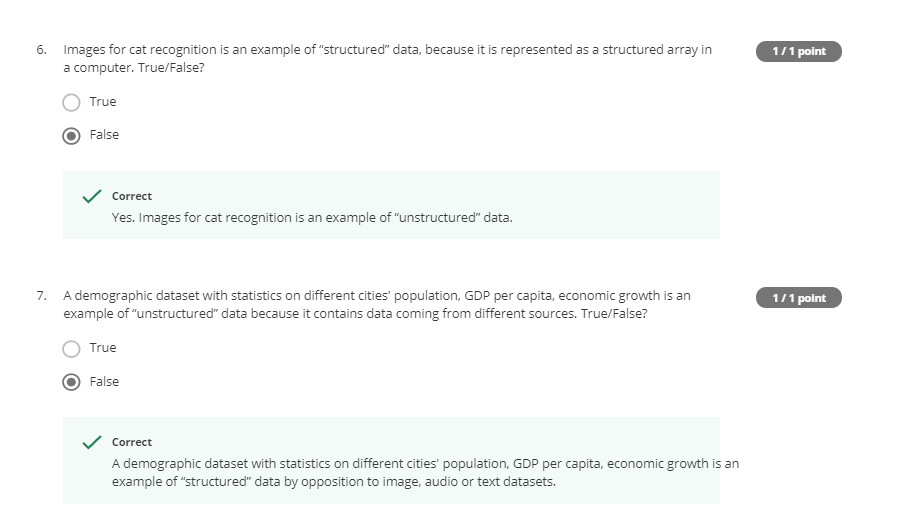 6. Images for cat recognition is an example of “structured” data, because it is represented as a structured array in
a computer. True/False?
1 / 1 point
True
False
Correct
Yes. Images for cat recognition is an example of “unstructured” data.
7. A demographic dataset with statistics on different cities' population, GDP per capita, economic growth is an
example of “unstructured” data because it contains data coming from different sources. True/False?
1 / 1 point
True
False
Correct
A demographic dataset with statistics on different cities' population, GDP per capita, economic growth is an
example of “structured” data by opposition to image, audio or text datasets.